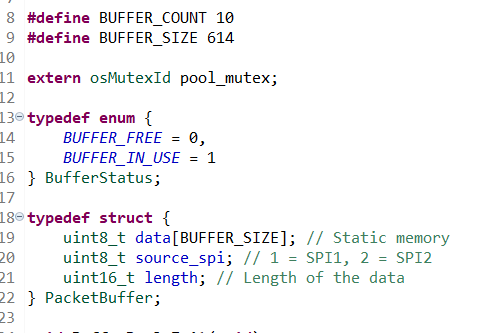 8 #define BUFFER_COUNT 10
9 #define BUFFER_SIZE 614
10
11 extern osMutexId pool_mutex;
12
13 typedef enum {
14 BUFFER_FREE = 0,
15 BUFFER_IN_USE = 1
16 } BufferStatus;
17
18 typedef struct {
19 uint8_t data[BUFFER_SIZE]; // Static memory
20 uint8_t source_spi; // 1 = SPI1, 2 = SPI2
21 uint16_t length; // Length of the data
22 } PacketBuffer;
23